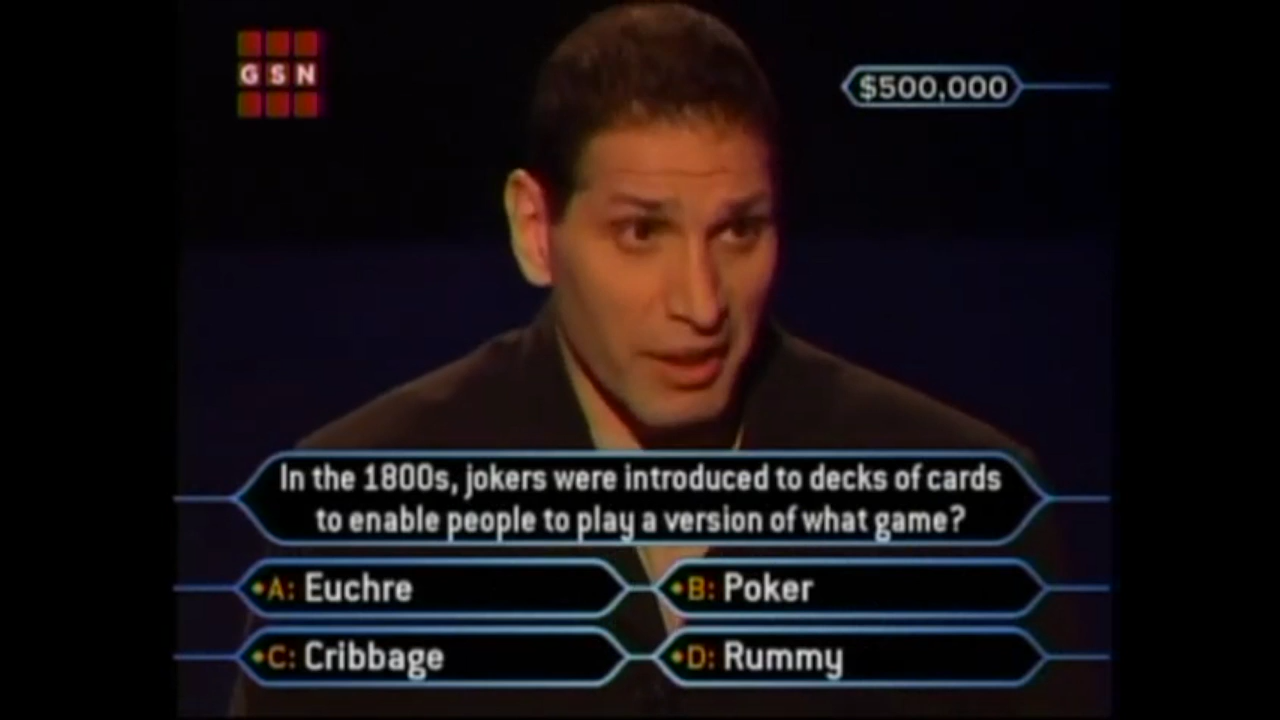 GSN
$500,000
In the 1800s, jokers were introduced to decks of cards
to enable people to play a version of what game?
A: Euchre
B: Poker
C: Cribbage
D: Rummy